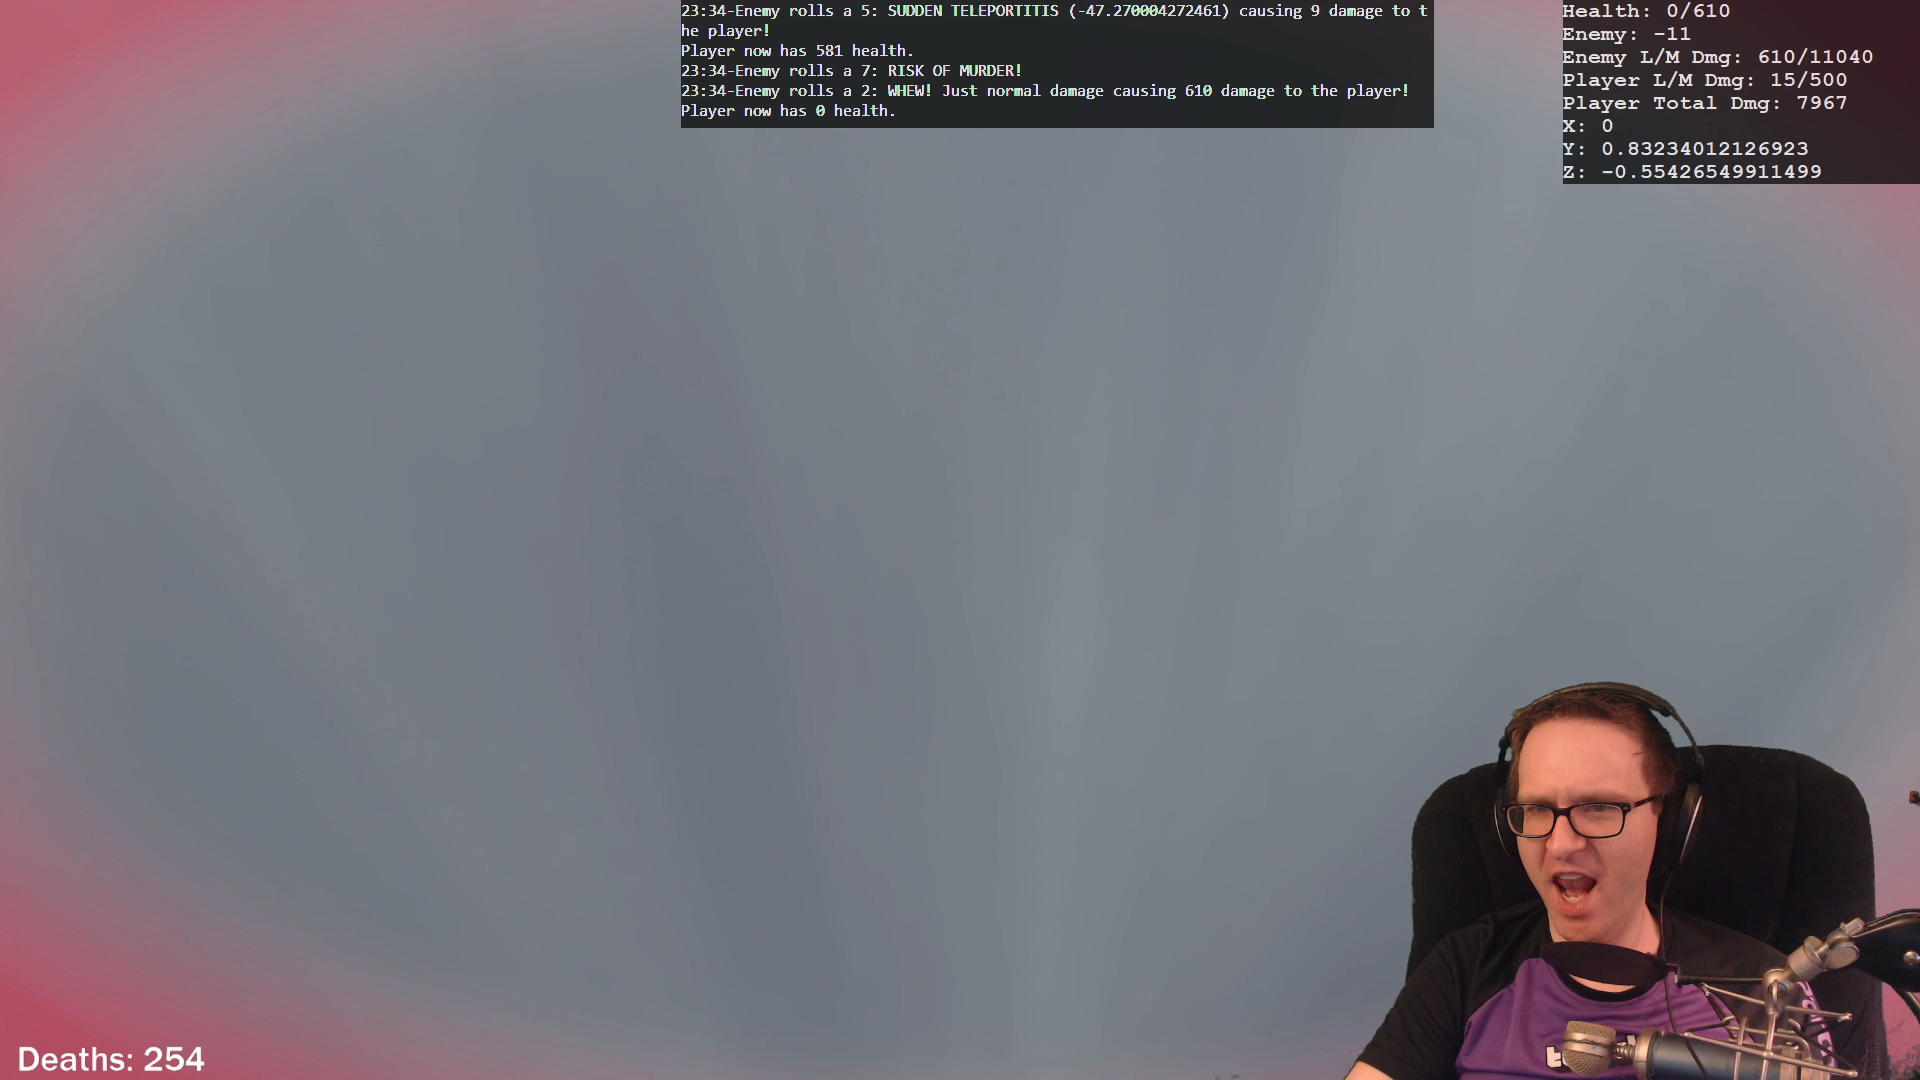 23:34-Enemy rolls a 5: SUDDEN TELEPORTITIS (-47.270004272461) causing 9 damage to t
he player!
Player now has 581 health.
23:34-Enemy rolls a 7: RISK OF MURDER!
23:34-Enemy rolls a 2: WHEW! Just normal damage causing 610 damage to the player!
Player now has 0 health.
Health: 0/610
Enemy: -11
Enemy L/M Dmg: 610/11040
Player L/M Dmg: 15/500
Player Total Dmg: 7967
X: 0
Y: 0.83234012126923
Z: -0.55426549911499
Deaths: 254